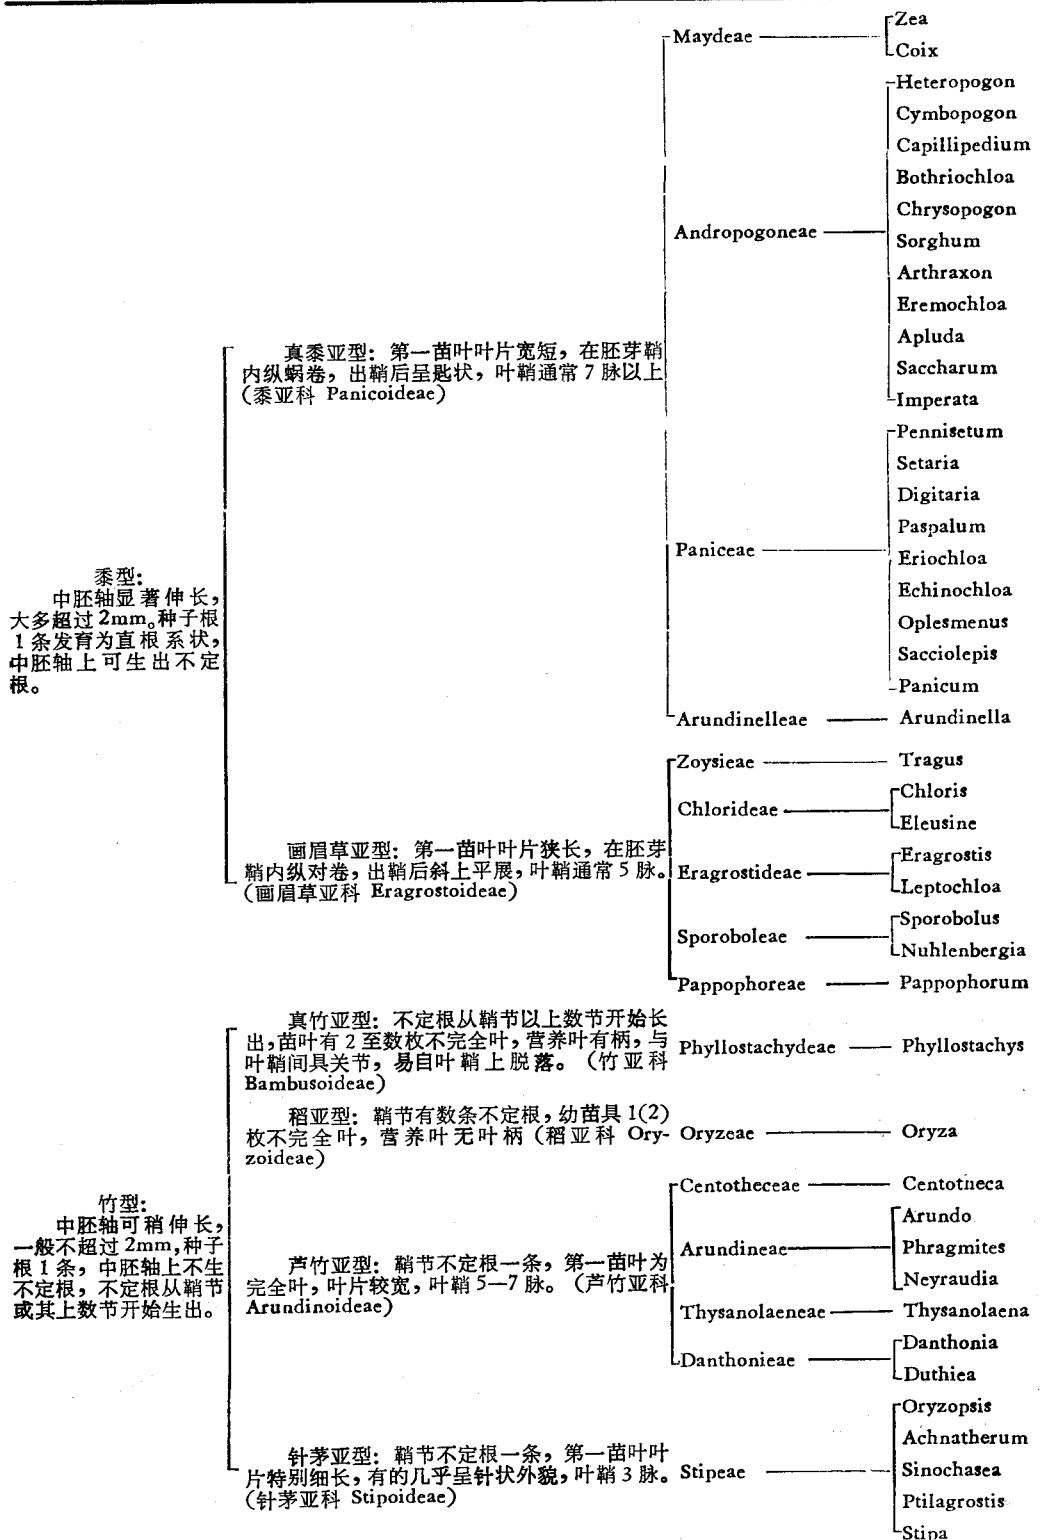 Maydeae
Zea
Coix
Andropogoneae
Heteropogon
Cymbopogon
Capillipedium
Bothriochloa
Chrysopogon
Sorghum
Arthraxon
Eremochloa
Apluda
Saccharum
Imperata
真黍亚型：第一苗叶叶片宽短，在胚芽鞘
内纵蜗卷，出鞘后呈匙状，叶鞘通常7脉以上
(黍亚科 Panicoideae)
Paniceae
Pennisetum
Setaria
Digitaria
Paspalum
Eriochloa
Echinochloa
Oplesmenus
Sacciolepis
Panicum
黍型：
中胚轴显著伸长，
大多超过2mm。种子根
1条发育为直根系状，
中胚轴上可生出不定
根。
Arundinelleae
Arundinella
Zoysieae
Tragus
Chlorideae
Chloris
Eleusine
画眉草亚型：第一苗叶叶片狭长，在胚芽
鞘内纵对卷，出鞘后斜上平展，叶鞘通常5脉。
(画眉草亚科 Eragrostoideae)
Eragrostideae
Eragrostis
Leptochloa
Sporoboleae
Sporobolus
Nuhlenbergia
Pappophoreae
Pappophorum
真竹亚型：不定根从鞘节以上数节开始长
出，苗叶有2至数枚不完全叶，营养叶有柄，与
叶鞘间具关节，易自叶鞘上脱落。(竹亚科
Bambusoideae)
Phyllostachydeae
Phyllostachys
稻亚型：鞘节有数条不定根，幼苗具1(2)
枚不完全叶，营养叶无叶柄(稻亚科 Ory-
zoideae)
Oryzeae
Oryza
竹型：
中胚轴可稍伸长，
一般不超过2mm，种子
根1条，中胚轴上不生
不定根，不定根从鞘节
或其上数节开始生出。
Centotheceae
Centotheca
芦竹亚型：鞘节不定根一条，第一苗叶为
完全叶，叶片较宽，叶鞘5—7脉。(芦竹亚科
Arundinoideae)
Arundineae
Arundo
Phragmites
Neyraudia
Thysanolaeneae
Thysanolaena
Danthonieae
Danthonia
Duthiea
针茅亚型：鞘节不定根一条，第一苗叶叶
片特别细长，有的几乎呈针状外貌，叶鞘3脉。
(针茅亚科 Stipoideae)
Stipeae
Oryzopsis
Achnatherum
Sinochasea
Ptilagrostis
Stipa